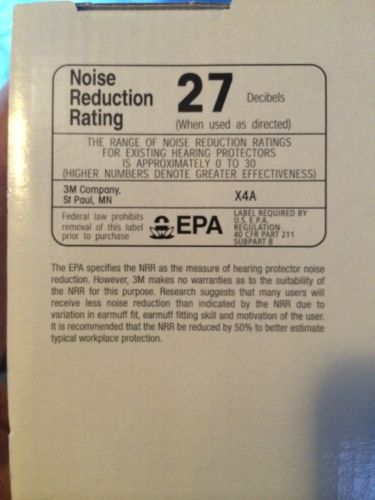 Noise
Reduction
Rating
27 Decibels
(When used as directed)
THE RANGE OF NOISE REDUCTION RATINGS
FOR EXISTING HEARING PROTECTORS
IS APPROXIMATELY 0 TO 30
(HIGHER NUMBERS DENOTE GREATER EFFECTIVENESS)
3M Company,
St Paul, MN
X4A
Federal law prohibits
removal of this label
prior to purchase
EPA
LABEL REQUIRED BY
U.S. E.P.A.
REGULATION
40 CFR PART 211
SUBPART B
The EPA specifies the NRR as the measure of hearing protector noise
reduction. However, 3M makes no warranties as to the suitability of
the NRR for this purpose. Research suggests that many users will
receive less noise reduction than indicated by the NRR due to
variation in earmuff fit, earmuff fitting skill and motivation of the user.
It is recommended that the NRR be reduced by 50% to better estimate
typical workplace protection.